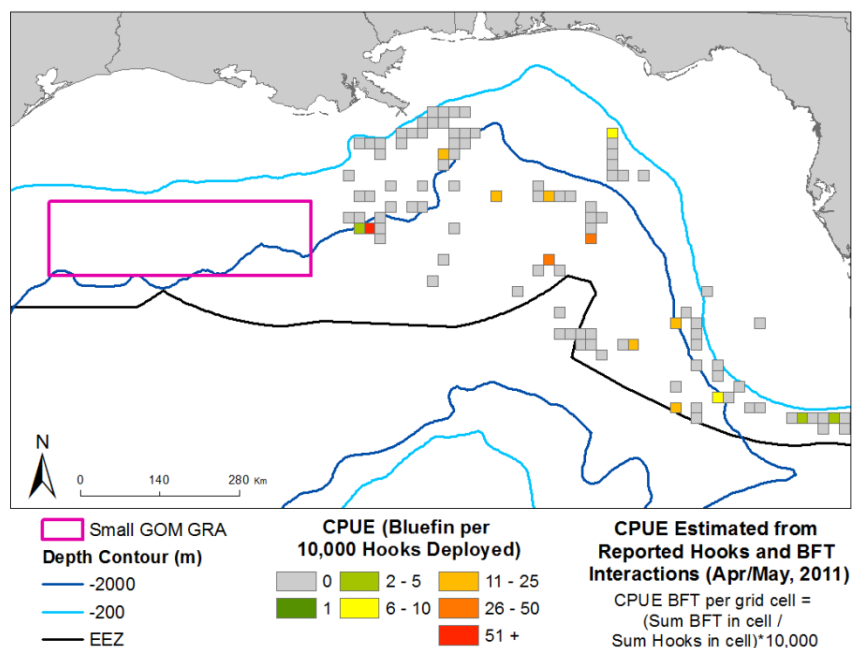 N
0 140 280 Km
Small GOM GRA
Depth Contour (m)
-2000
-200
EEZ
CPUE (Bluefin per
10,000 Hooks Deployed)
0 2 - 5 11 - 25
1 6 - 10 26 - 50
51 +
CPUE Estimated from
Reported Hooks and BFT
Interactions (Apr/May, 2011)
CPUE BFT per grid cell =
(Sum BFT in cell /
Sum Hooks in cell)*10,000